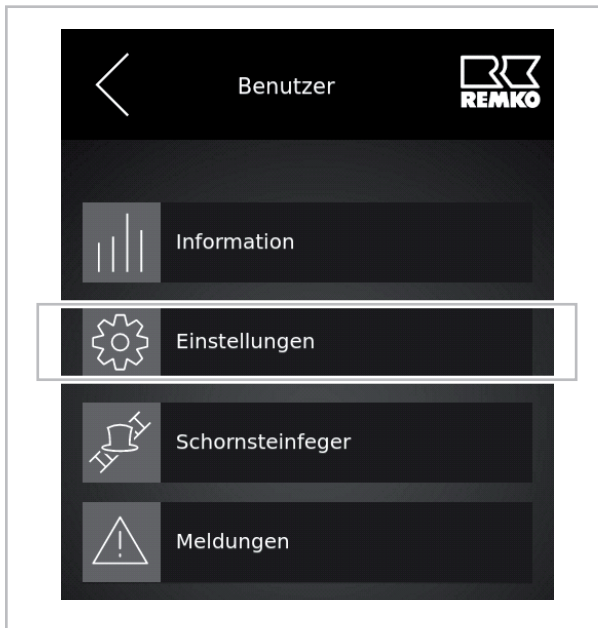 Benutzer
REMKO
Information
Einstellungen
Schornsteinfeger
Meldungen